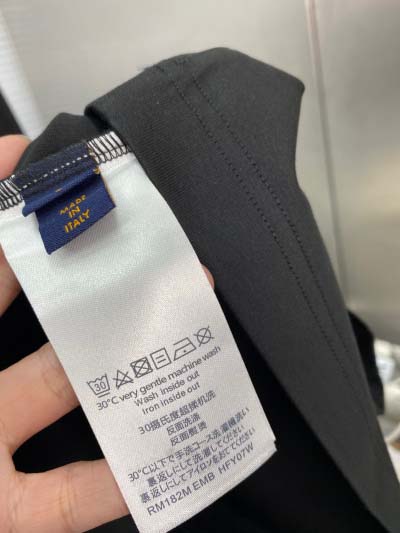 MADE
IN
ITALY
30
30°C very gentle machine wash
Wash inside out
iron inside out
30摄氏度超柔机洗
反面洗涤
反面熨烫
30°C以下で手洗コース洗濯機洗い
裏返しにして洗濯してください
裏返しにしてアイロンをあててください
RM182M EMB HFY07W